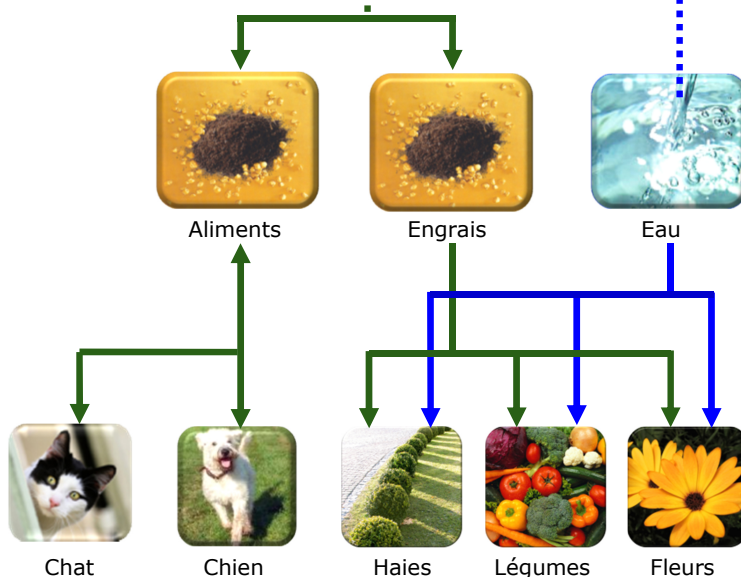 Aliments
Engrais
Eau
Chat
Chien
Haies
Légumes
Fleurs